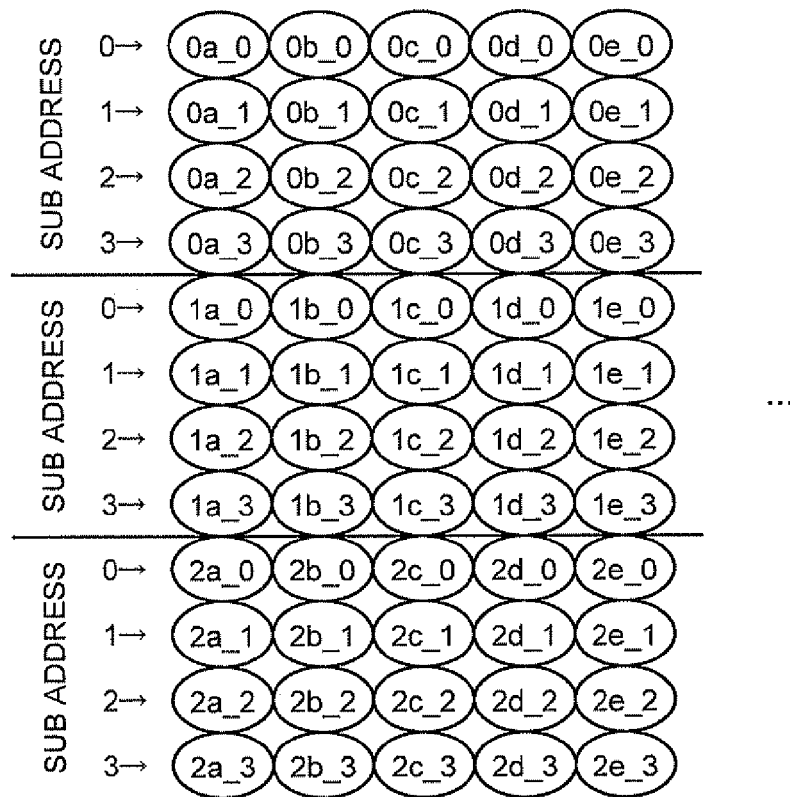 SUB ADDRESS
0→ 0a_0 0b_0 0c_0 0d_0 0e_0
1→ 0a_1 0b_1 0c_1 0d_1 0e_1
2→ 0a_2 0b_2 0c_2 0d_2 0e_2
3→ 0a_3 0b_3 0c_3 0d_3 0e_3
SUB ADDRESS
0→ 1a_0 1b_0 1c_0 1d_0 1e_0
1→ 1a_1 1b_1 1c_1 1d_1 1e_1
2→ 1a_2 1b_2 1c_2 1d_2 1e_2
3→ 1a_3 1b_3 1c_3 1d_3 1e_3
...
SUB ADDRESS
0→ 2a_0 2b_0 2c_0 2d_0 2e_0
1→ 2a_1 2b_1 2c_1 2d_1 2e_1
2→ 2a_2 2b_2 2c_2 2d_2 2e_2
3→ 2a_3 2b_3 2c_3 2d_3 2e_3